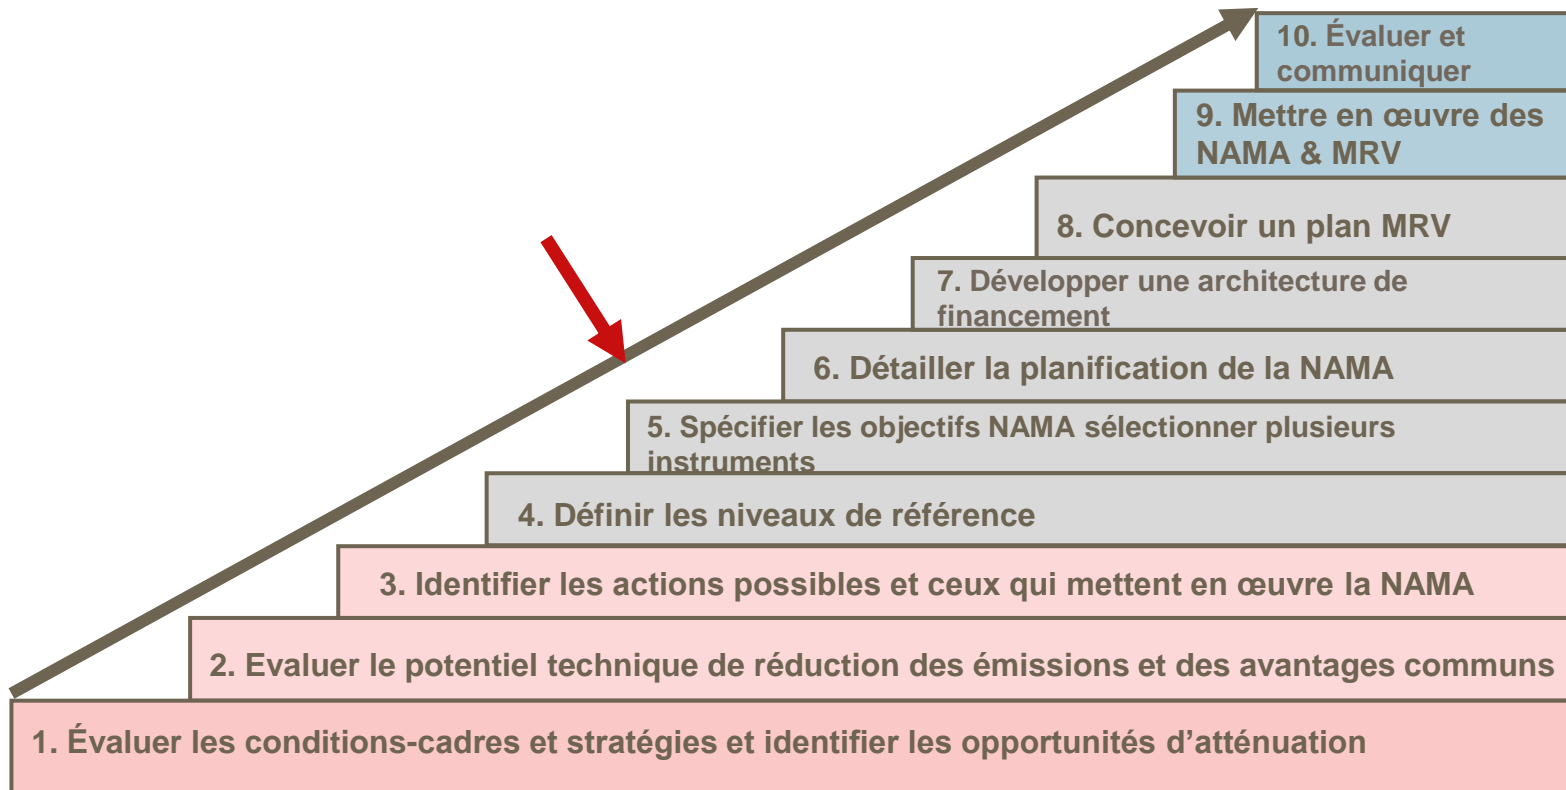 10. Évaluer et
communiquer
9. Mettre en œuvre des
NAMA & MRV
8. Concevoir un plan MRV
7. Développer une architecture de
financement
6. Détailler la planification de la NAMA
5. Spécifier les objectifs NAMA sélectionner plusieurs
instruments
4. Définir les niveaux de référence
3. Identifier les actions possibles et ceux qui mettent en œuvre la NAMA
2. Evaluer le potentiel technique de réduction des émissions et des avantages communs
1. Évaluer les conditions-cadres et stratégies et identifier les opportunités d’atténuation